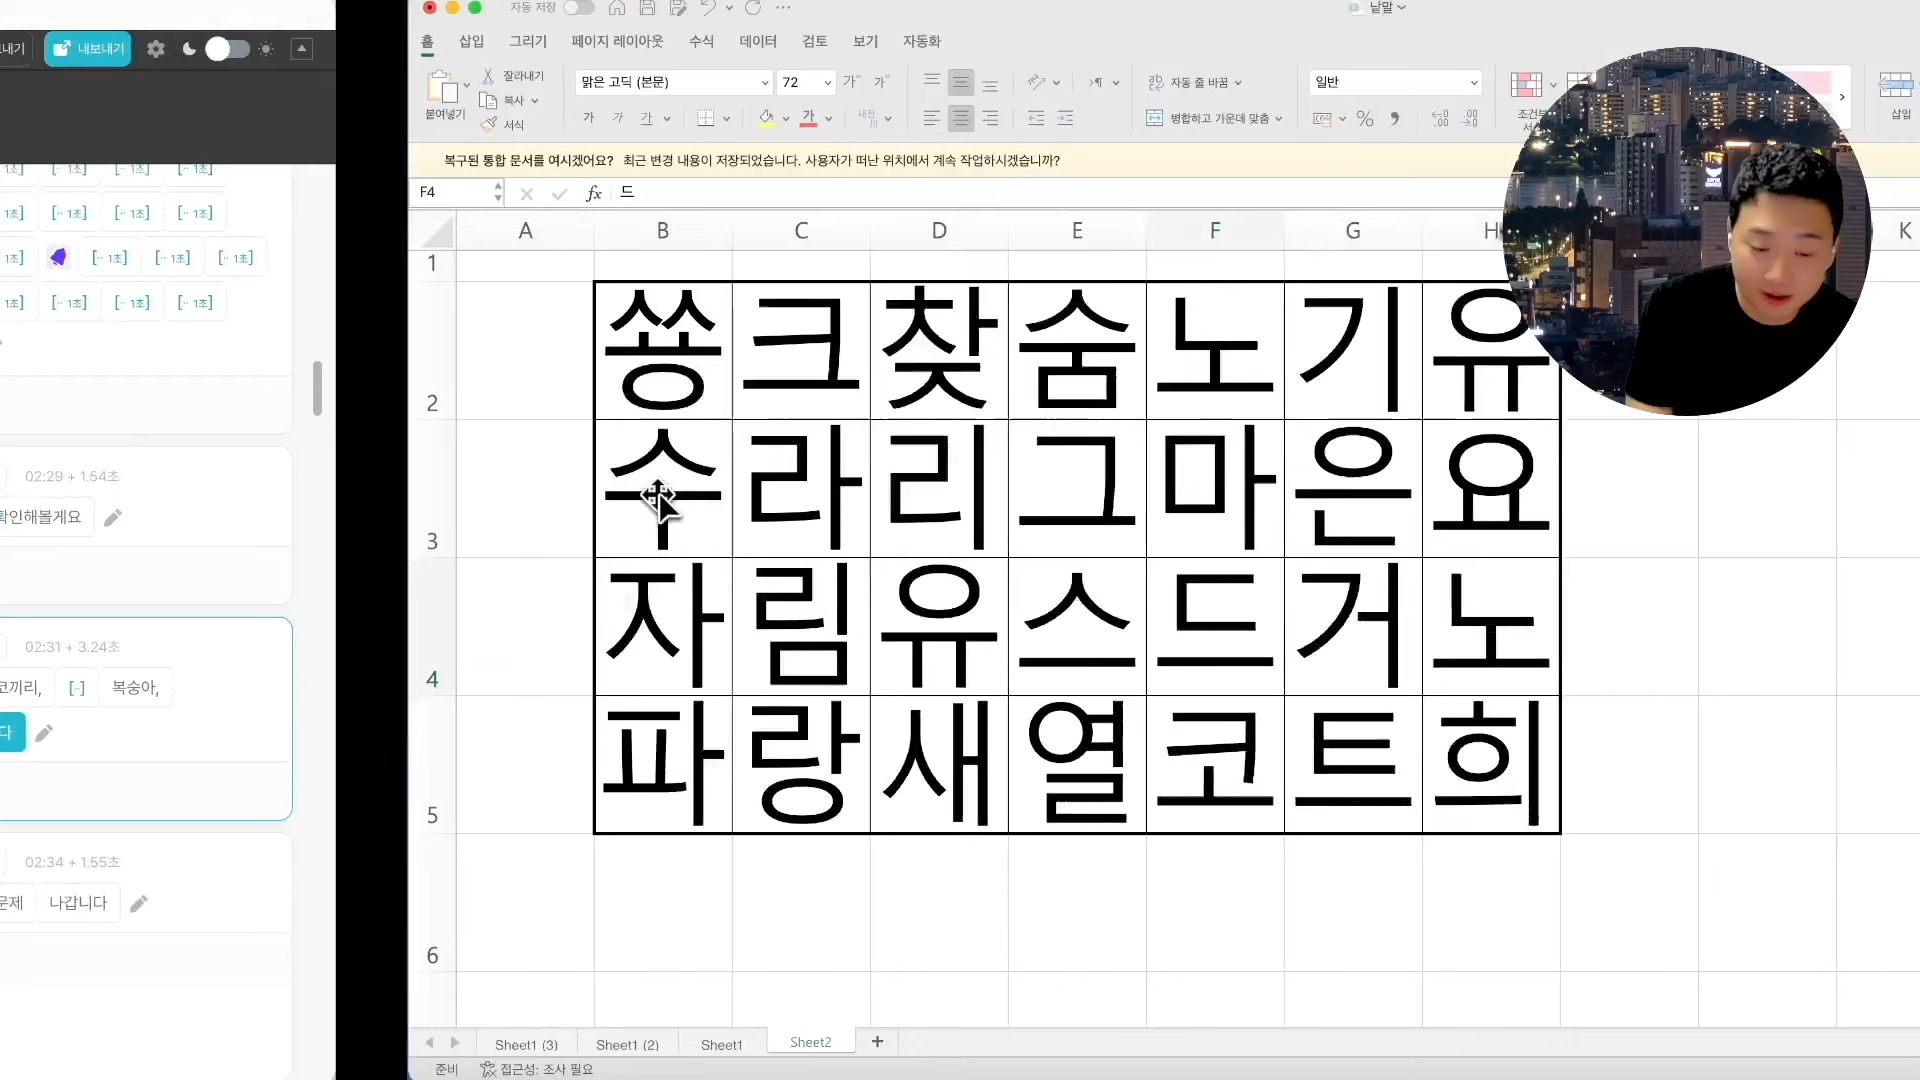 내보내기
02:29 + 1.54초
확인해볼게요
02:31 + 3.24초
코끼리, [··] 복숭아,
다
02:34 + 1.55초
문제 나갑니다
자동 저장
낱말
홈 삽입 그리기 페이지 레이아웃 수식 데이터 검토 보기 자동화
붙여넣기
잘라내기
복사
서식
맑은 고딕 (본문) 72
자동 줄 바꿈
병합하고 가운데 맞춤
일반
삽입
복구된 통합 문서를 여시겠어요? 최근 변경 내용이 저장되었습니다. 사용자가 떠난 위치에서 계속 작업하시겠습니까?
F4 fx 드
A B C D E F G H K
1
2 쑝 크 찾 숨 노 기 유
3 수 라 리 그 마 은 요
4 자 림 유 스 드 거 노
5 파 랑 새 열 코 트 희
6
Sheet1 (3) Sheet1 (2) Sheet1 Sheet2 +
준비 접근성: 조사 필요